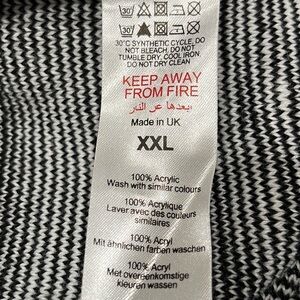 30°C SYNTHETIC CYCLE, DO
NOT BLEACH, DO NOT
TUMBLE DRY, COOL IRON,
DO NOT DRY CLEAN
KEEP AWAY
FROM FIRE
ابعدها عن النار
Made in UK
XXL
100% Acrylic
Wash with similar colours
100% Acrylique
Laver avec des couleurs
similaires
100% Acryl
Mit ähnlichen farben waschen
100% Acryl
Met overeenkomstige
kleuren wassen